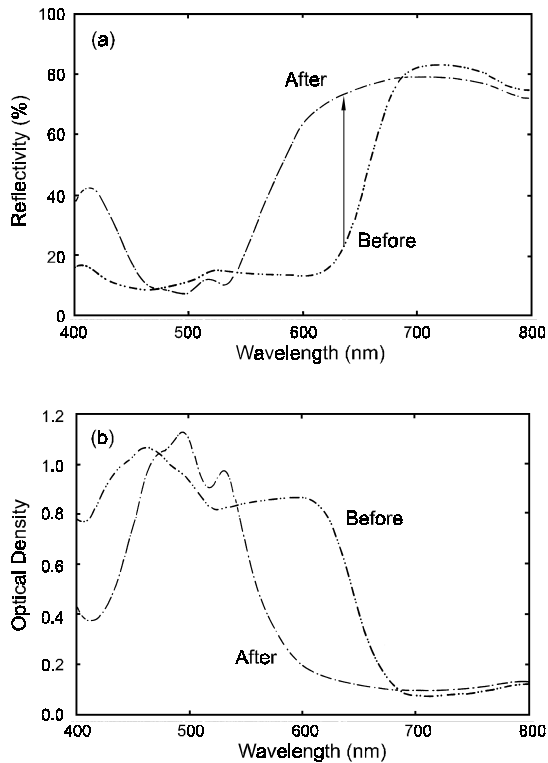 100
(a)
80
After
60
Reflectivity (%)
40
Before
20
0
400 500 600 700 800
Wavelength (nm)
1.2
(b)
1.0
0.8
Before
0.6
Optical Density
0.4
After
0.2
0.0
400 500 600 700 800
Wavelength (nm)